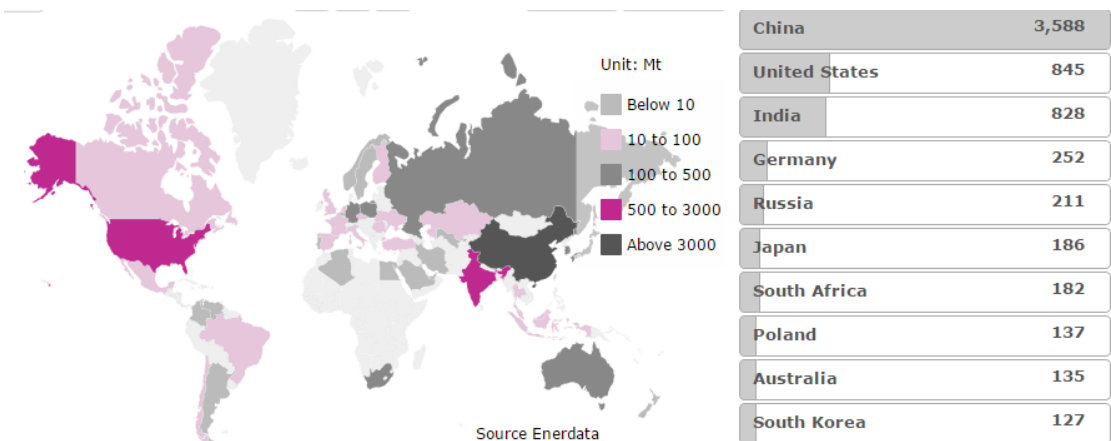 Unit: Mt
Below 10
10 to 100
100 to 500
500 to 3000
Above 3000
Source Enerdata
China 3,588
United States 845
India 828
Germany 252
Russia 211
Japan 186
South Africa 182
Poland 137
Australia 135
South Korea 127